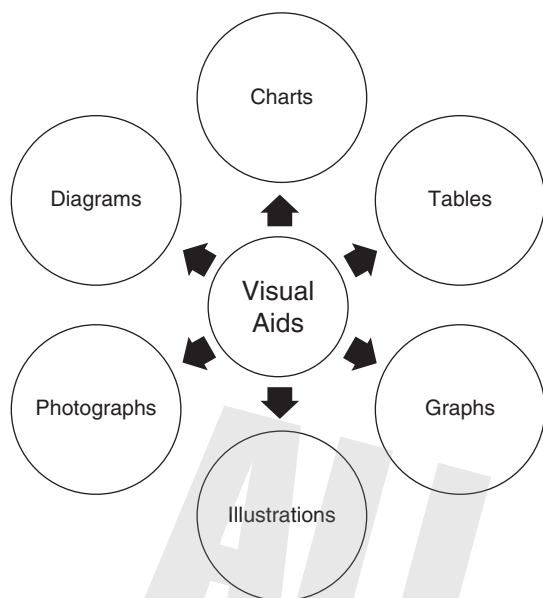 Charts
Diagrams
Tables
Visual
Aids
Photographs
Graphs
Illustrations